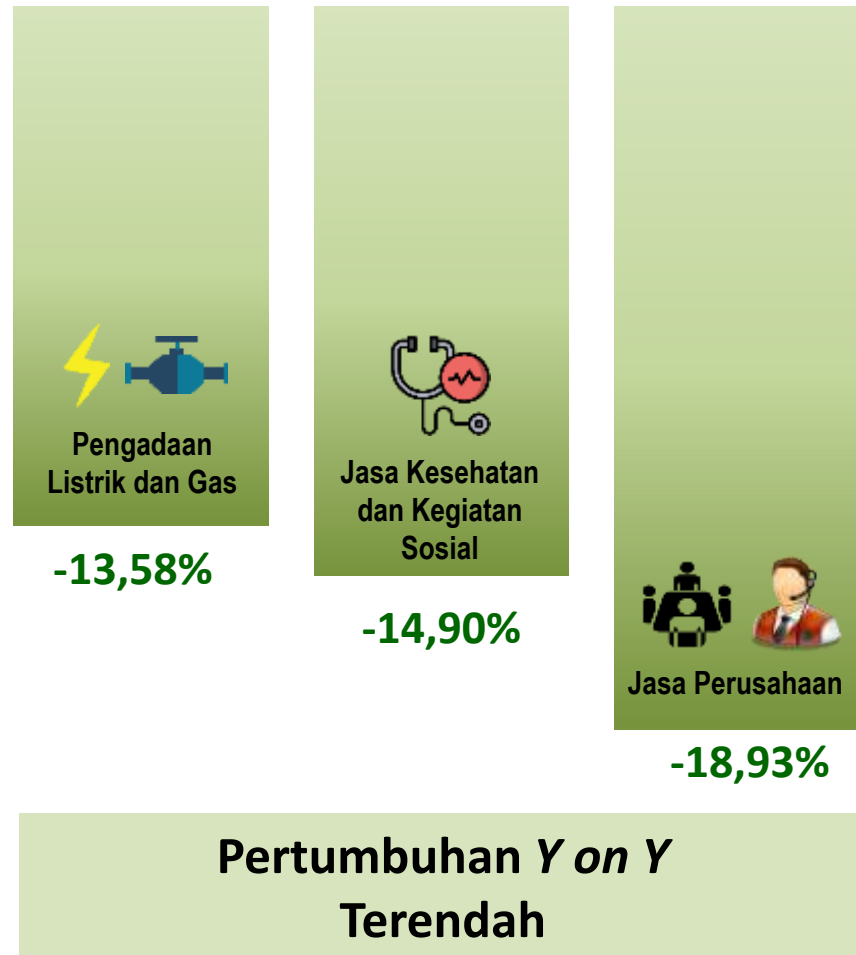 Pengadaan
Listrik dan Gas
-13,58%
Jasa Kesehatan
dan Kegiatan
Sosial
-14,90%
Jasa Perusahaan
-18,93%
Pertumbuhan Y on Y
Terendah